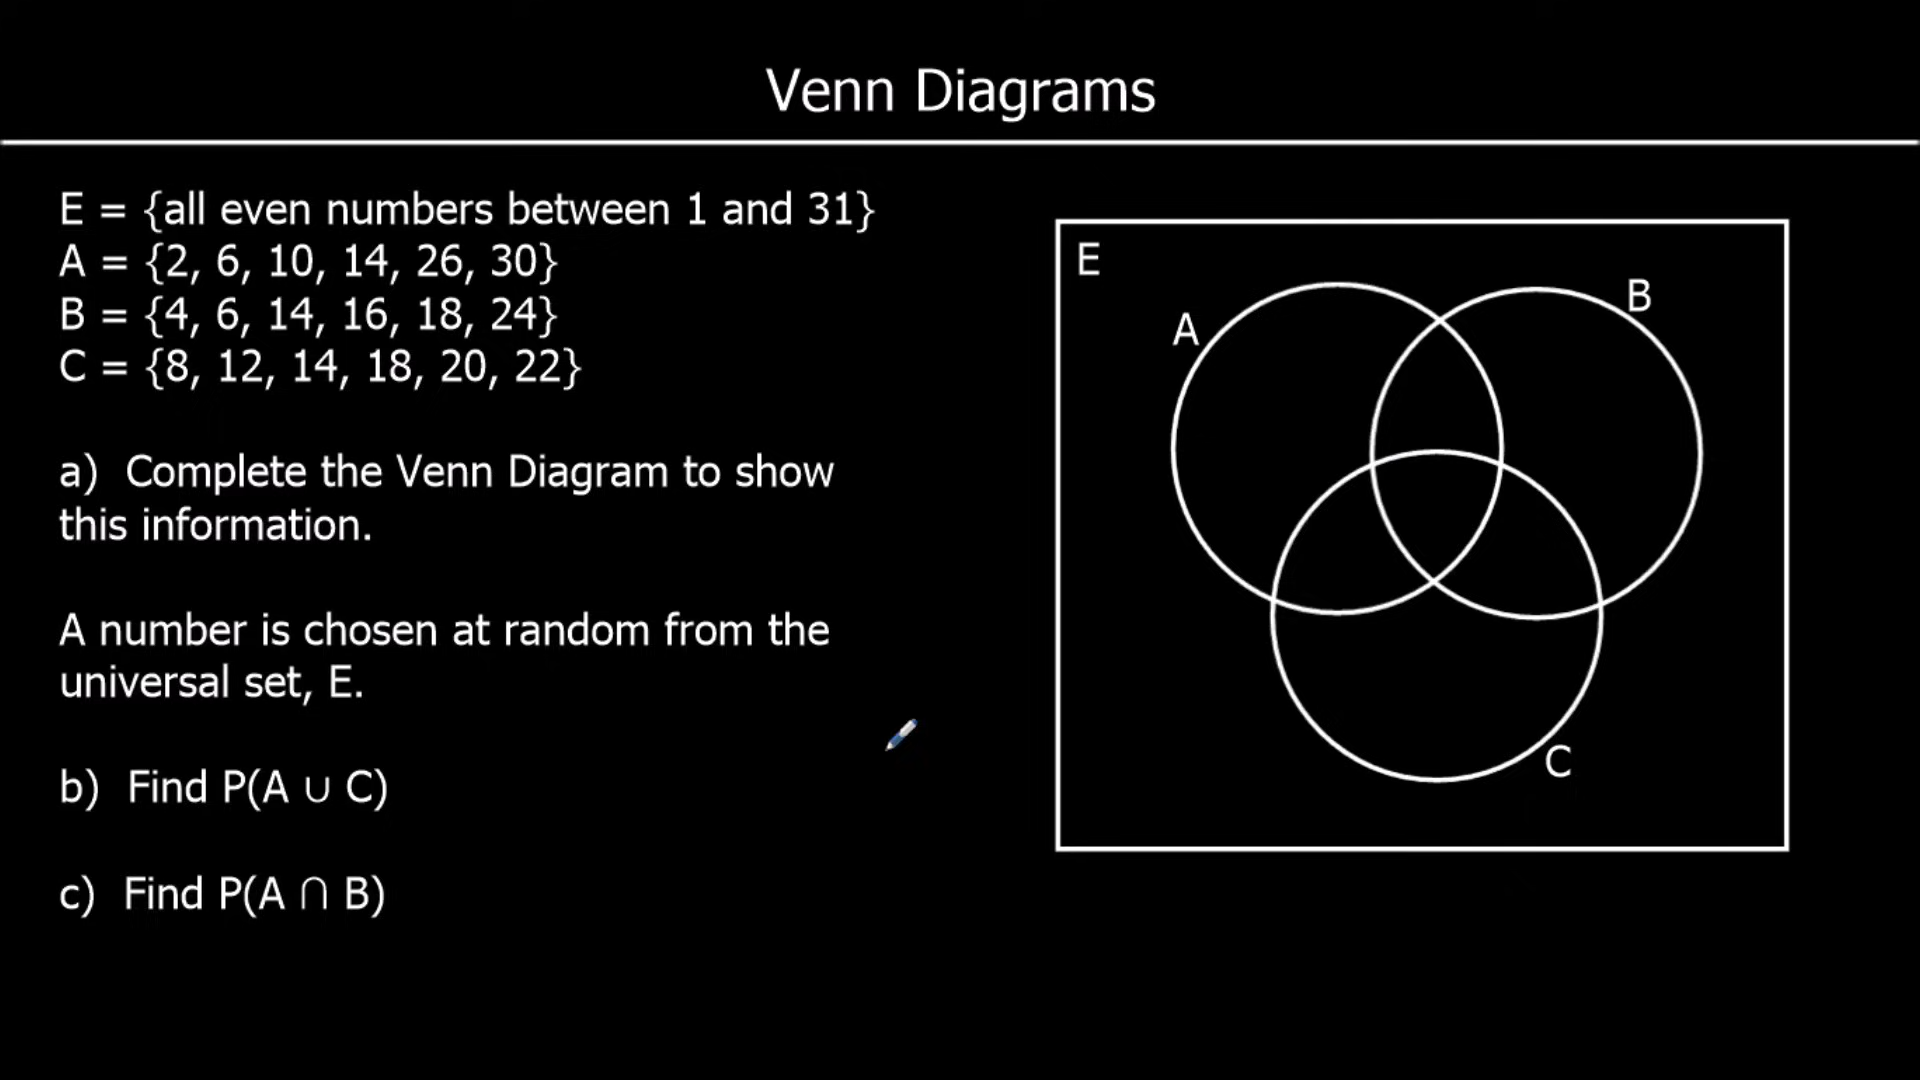 Venn Diagrams
E = {all even numbers between 1 and 31}
A = {2, 6, 10, 14, 26, 30}
B = {4, 6, 14, 16, 18, 24}
C = {8, 12, 14, 18, 20, 22}
a) Complete the Venn Diagram to show
this information.
A number is chosen at random from the
universal set, E.
b) Find P(A ∪ C)
c) Find P(A ∩ B)
E
A
B
C